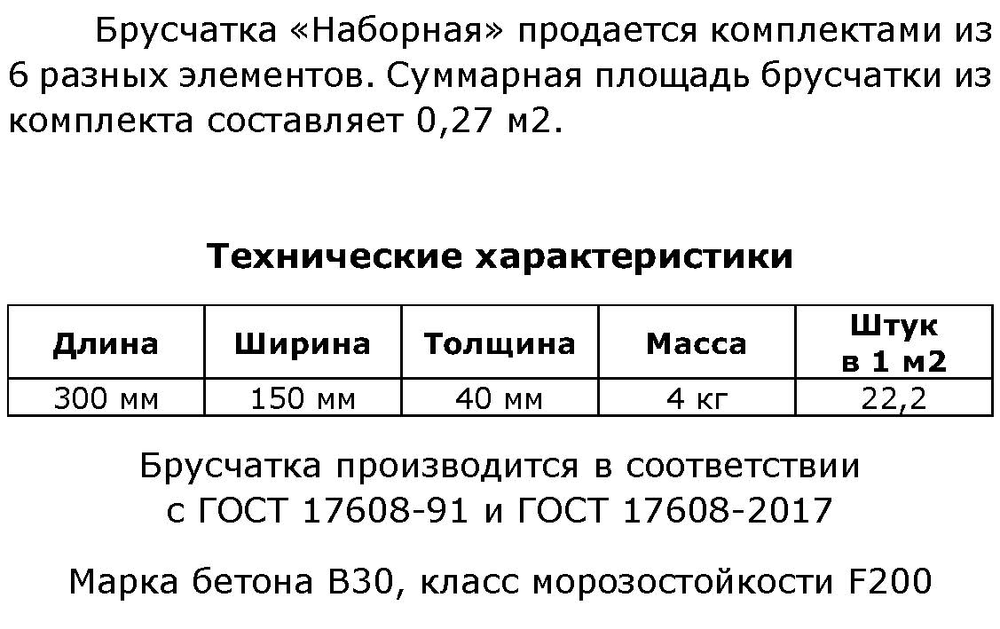 Брусчатка «Наборная» продается комплектами из
6 разных элементов. Суммарная площадь брусчатки из
комплекта составляет 0,27 м2.
Технические характеристики
Длина Ширина Толщина Масса Штук в 1 м2
300 мм 150 мм 40 мм 4 кг 22,2
Брусчатка производится в соответствии
с ГОСТ 17608-91 и ГОСТ 17608-2017
Марка бетона В30, класс морозостойкости F200